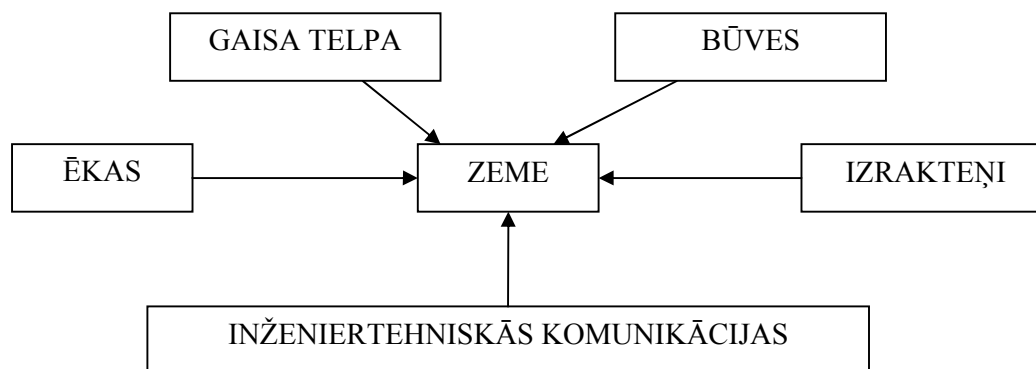 GAISA TELPA
BŪVES
ĒKAS
ZEME
IZRAKTEŅI
INŽENIERTEHNISKĀS KOMUNIKĀCIJAS